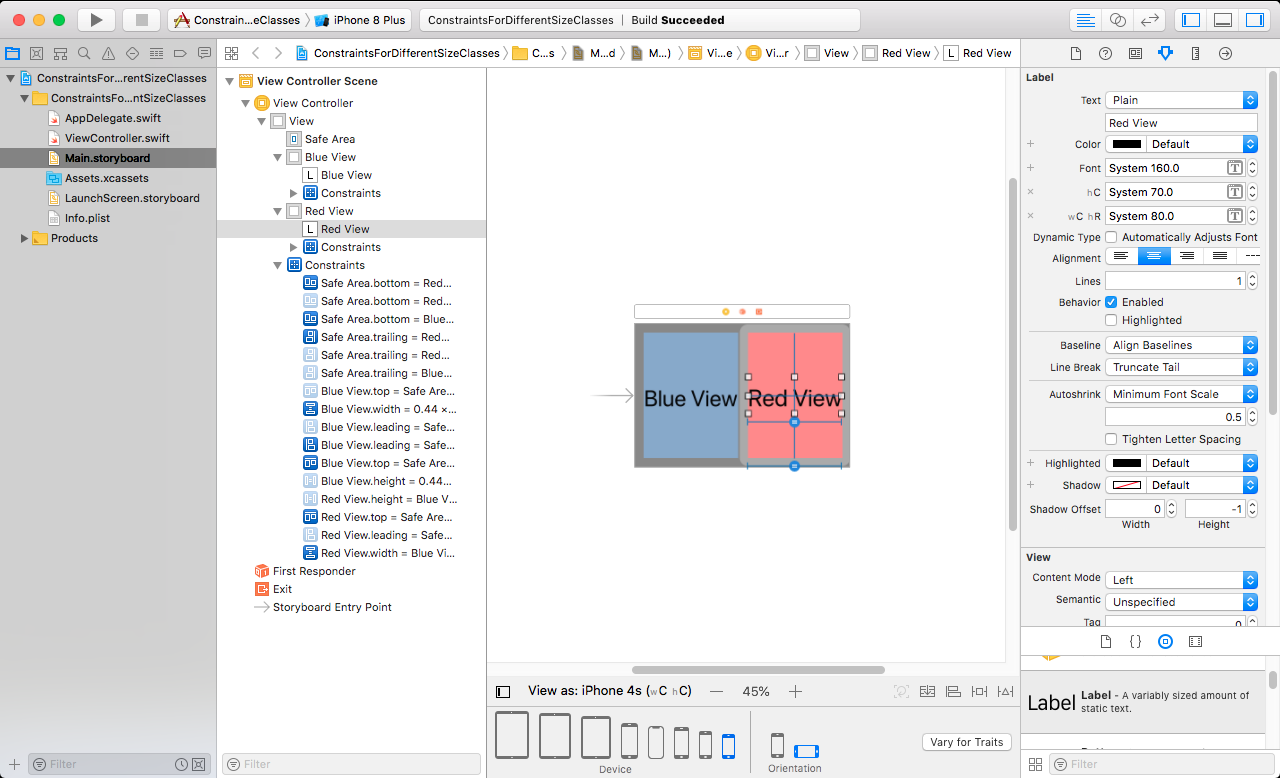 Constrain...eClasses
iPhone 8 Plus
ConstraintsForDifferentSizeClasses | Build Succeeded
ConstraintsForDifferentSizeClasses
C...s
M...d
M...)
Vi...e
Vi...r
View
Red View
L Red View
ConstraintsFor...rentSizeClasses
ConstraintsFo...ntSizeClasses
AppDelegate.swift
ViewController.swift
Main.storyboard
Assets.xcassets
LaunchScreen.storyboard
Info.plist
Products
Filter
View Controller Scene
View Controller
View
Safe Area
Blue View
L Blue View
Constraints
Red View
L Red View
Constraints
Constraints
Safe Area.bottom = Red...
Safe Area.bottom = Red...
Safe Area.bottom = Blue...
Safe Area.trailing = Red...
Safe Area.trailing = Red...
Safe Area.trailing = Blue...
Blue View.top = Safe Are...
Blue View.width = 0.44 ×...
Blue View.leading = Safe...
Blue View.leading = Safe...
Blue View.top = Safe Are...
Blue View.height = 0.44...
Red View.height = Blue V...
Red View.top = Safe Are...
Red View.leading = Safe...
Red View.width = Blue Vi...
First Responder
Exit
Storyboard Entry Point
Filter
Blue View
Red View
View as: iPhone 4s (wC hC)
45%
Device
Orientation
Vary for Traits
Label
Text Plain
Red View
Color Default
Font System 160.0
hC System 70.0
wC hR System 80.0
Dynamic Type Automatically Adjusts Font
Alignment
Lines 1
Behavior Enabled
Highlighted
Baseline Align Baselines
Line Break Truncate Tail
Autoshrink Minimum Font Scale
0.5
Tighten Letter Spacing
Highlighted Default
Shadow Default
Shadow Offset 0 -1
Width Height
View
Content Mode Left
Semantic Unspecified
Tag 0
Label Label - A variably sized amount of
static text.
Filter